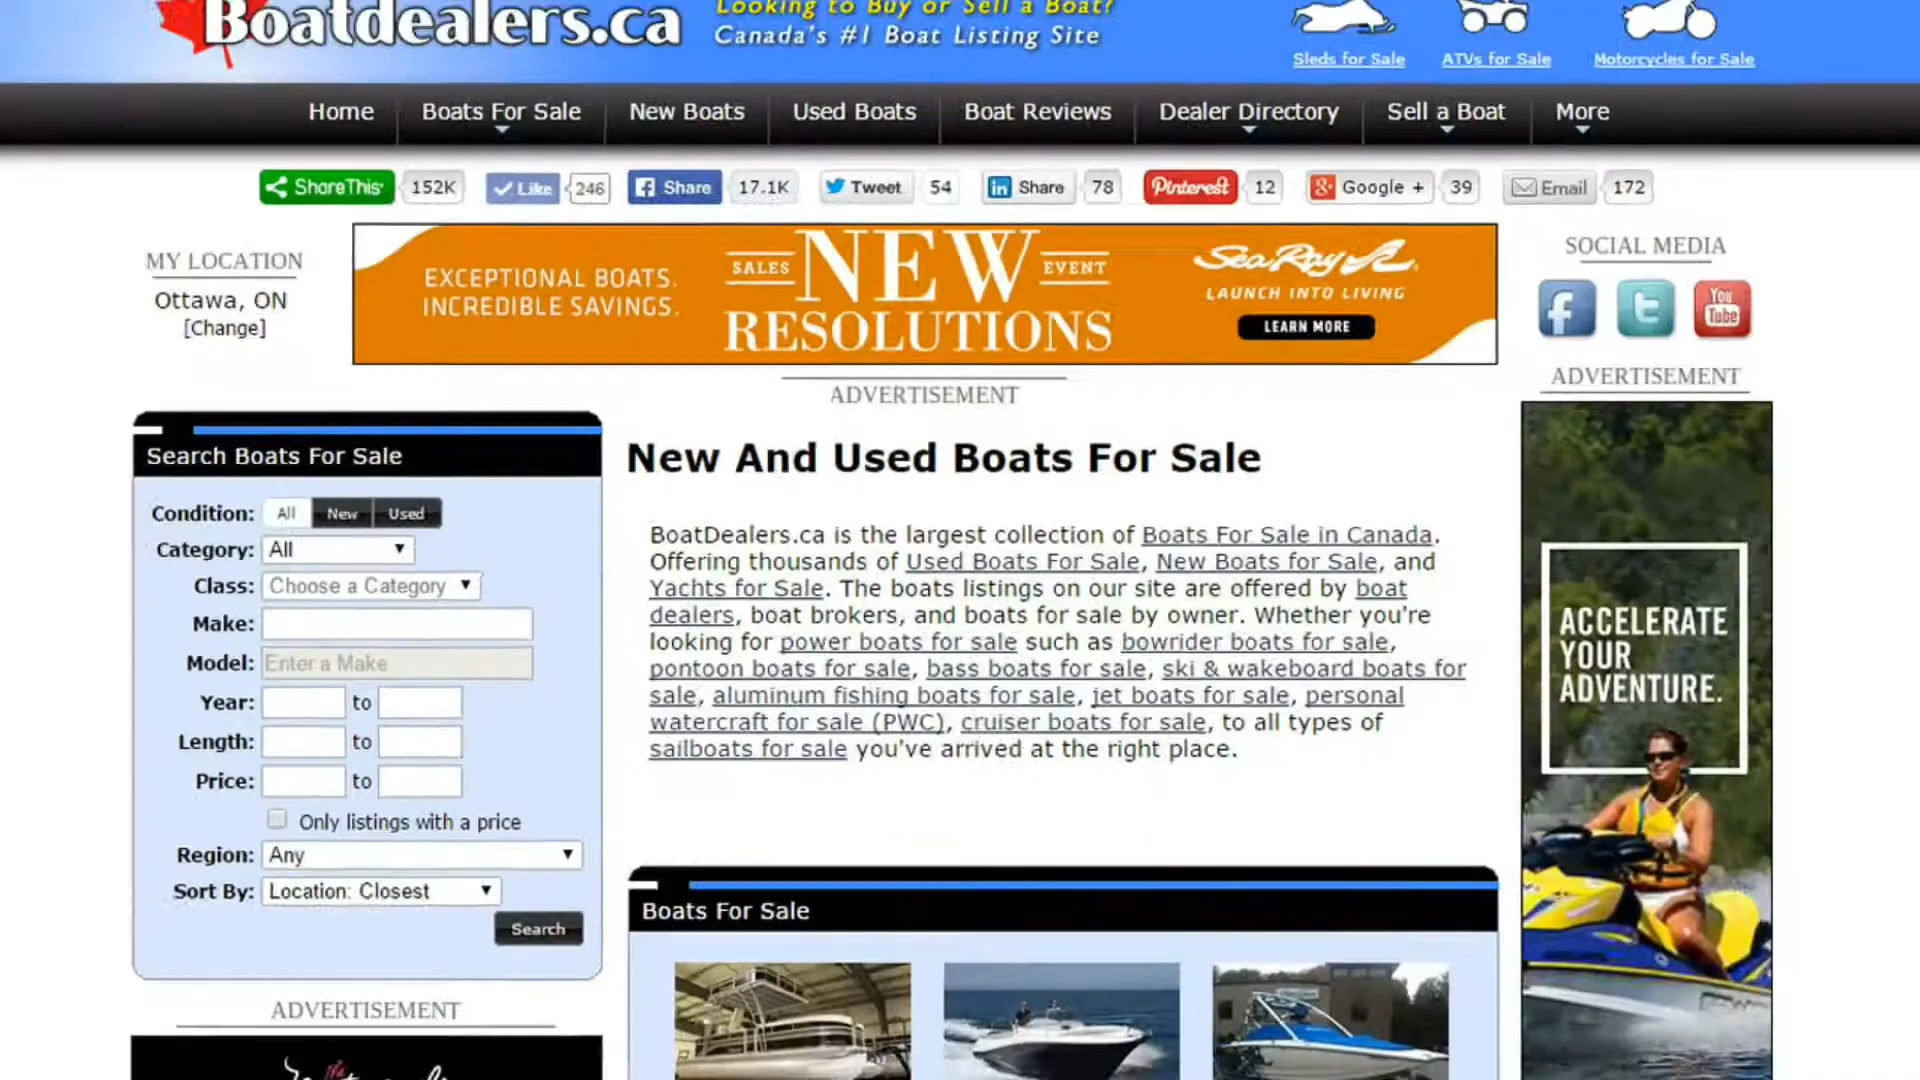 Boatdealers.ca
Looking to Buy or Sell a Boat?
Canada's #1 Boat Listing Site
Sleds for Sale
ATVs for Sale
Motorcycles for Sale
Home
Boats For Sale
New Boats
Used Boats
Boat Reviews
Dealer Directory
Sell a Boat
More
ShareThis 152K
Like 246
Share 17.1K
Tweet 54
in Share 78
Pinterest 12
Google + 39
Email 172
MY LOCATION
Ottawa, ON
[Change]
EXCEPTIONAL BOATS.
INCREDIBLE SAVINGS.
SALES NEW EVENT
RESOLUTIONS
Sea Ray
LAUNCH INTO LIVING
LEARN MORE
ADVERTISEMENT
SOCIAL MEDIA
You
Tube
ADVERTISEMENT
ACCELERATE
YOUR
ADVENTURE.
Search Boats For Sale
Condition: All New Used
Category: All
Class: Choose a Category
Make:
Model: Enter a Make
Year: to
Length: to
Price: to
Only listings with a price
Region: Any
Sort By: Location: Closest
Search
ADVERTISEMENT
New And Used Boats For Sale
BoatDealers.ca is the largest collection of Boats For Sale in Canada.
Offering thousands of Used Boats For Sale, New Boats for Sale, and
Yachts for Sale. The boats listings on our site are offered by boat
dealers, boat brokers, and boats for sale by owner. Whether you're
looking for power boats for sale such as bowrider boats for sale,
pontoon boats for sale, bass boats for sale, ski & wakeboard boats for
sale, aluminum fishing boats for sale, jet boats for sale, personal
watercraft for sale (PWC), cruiser boats for sale, to all types of
sailboats for sale you've arrived at the right place.
Boats For Sale